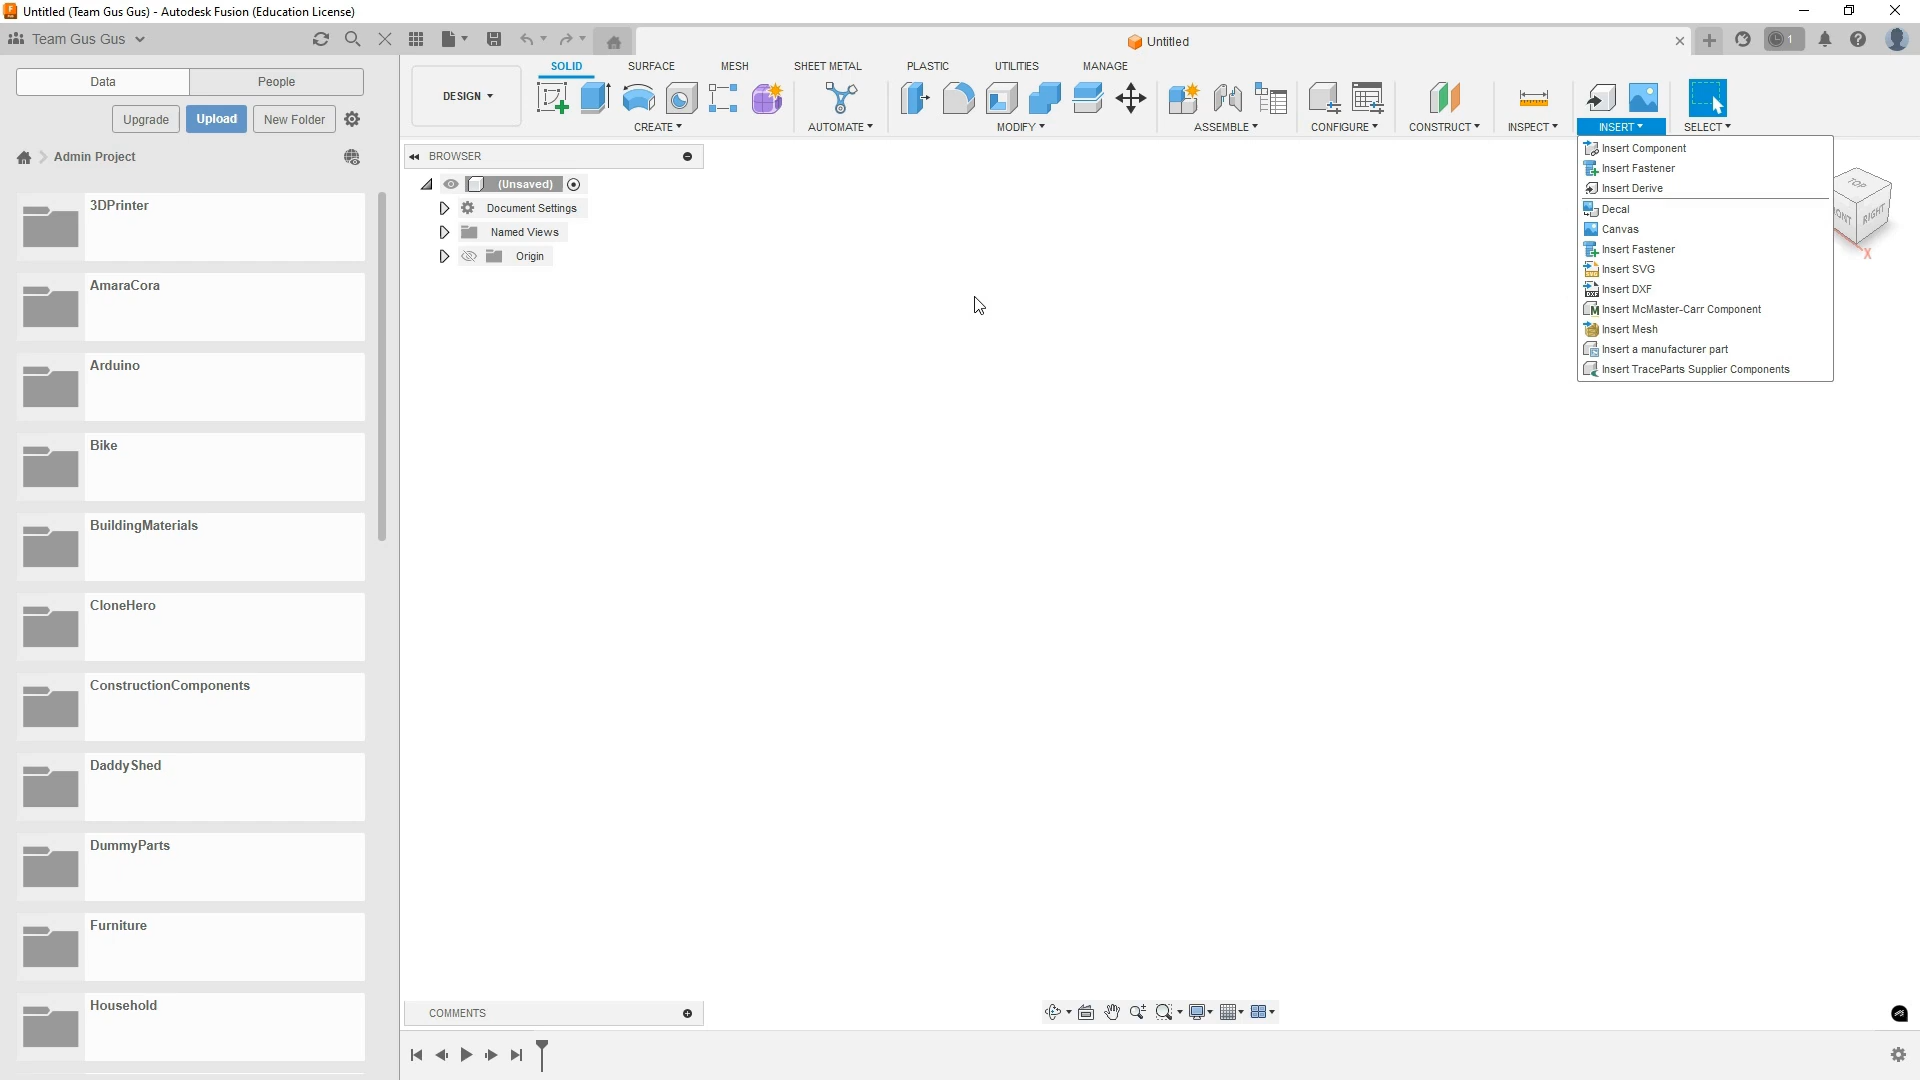 Untitled (Team Gus Gus) - Autodesk Fusion (Education License)
Team Gus Gus
Untitled
1
Data
People
Upgrade
Upload
New Folder
Admin Project
3DPrinter
AmaraCora
Arduino
Bike
BuildingMaterials
CloneHero
ConstructionComponents
DaddyShed
DummyParts
Furniture
Household
DESIGN
SOLID
SURFACE
MESH
SHEET METAL
PLASTIC
UTILITIES
MANAGE
CREATE
AUTOMATE
MODIFY
ASSEMBLE
CONFIGURE
CONSTRUCT
INSPECT
INSERT
SELECT
BROWSER
(Unsaved)
Document Settings
Named Views
Origin
Insert Component
Insert Fastener
Insert Derive
Decal
Canvas
Insert Fastener
Insert SVG
Insert DXF
Insert McMaster-Carr Component
Insert Mesh
Insert a manufacturer part
Insert TraceParts Supplier Components
TOP
RIGHT
X
COMMENTS